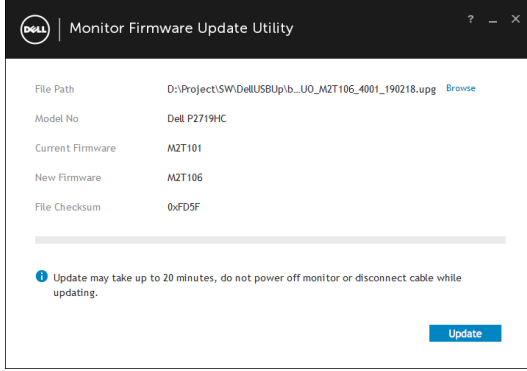 DELL
Monitor Firmware Update Utility
? _ ×
File Path D:\Project\SW\DellUSBUp\b...UO_M2T106_4001_190218.upg Browse
Model No Dell P2719HC
Current Firmware M2T101
New Firmware M2T106
File Checksum 0xFD5F
Update may take up to 20 minutes, do not power off monitor or disconnect cable while
updating.
Update